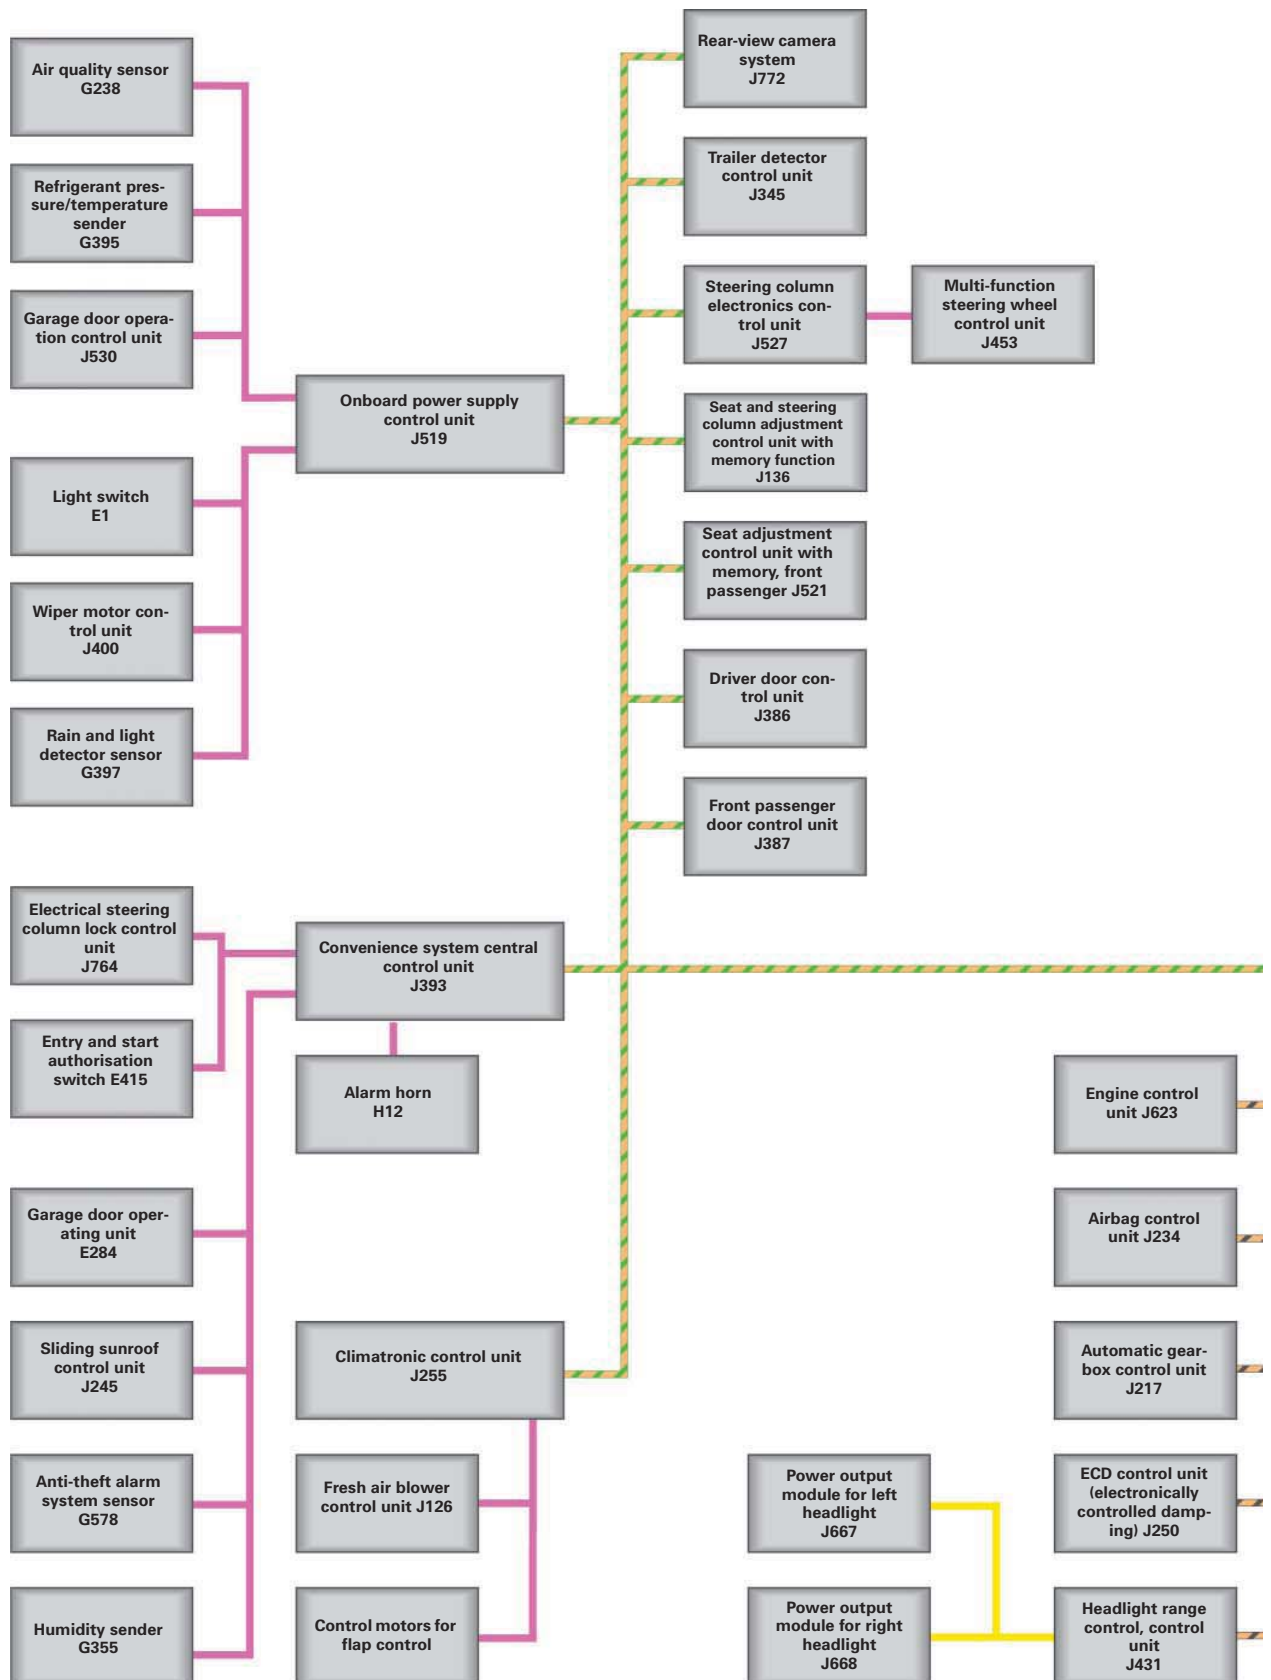 Air quality sensor
G238
Refrigerant pres-
sure/temperature
sender
G395
Garage door opera-
tion control unit
J530
Light switch
E1
Wiper motor con-
trol unit
J400
Rain and light
detector sensor
G397
Onboard power supply
control unit
J519
Rear-view camera
system
J772
Trailer detector
control unit
J345
Steering column
electronics con-
trol unit
J527
Multi-function
steering wheel
control unit
J453
Seat and steering
column adjustment
control unit with
memory function
J136
Seat adjustment
control unit with
memory, front
passenger J521
Driver door con-
trol unit
J386
Front passenger
door control unit
J387
Electrical steering
column lock control
unit
J764
Entry and start
authorisation
switch E415
Convenience system central
control unit
J393
Alarm horn
H12
Garage door oper-
ating unit
E284
Sliding sunroof
control unit
J245
Anti-theft alarm
system sensor
G578
Humidity sender
G355
Climatronic control unit
J255
Fresh air blower
control unit J126
Control motors for
flap control
Engine control
unit J623
Airbag control
unit J234
Automatic gear-
box control unit
J217
Power output
module for left
headlight
J667
ECD control unit
(electronically
controlled damp-
ing) J250
Power output
module for right
headlight
J668
Headlight range
control, control
unit
J431